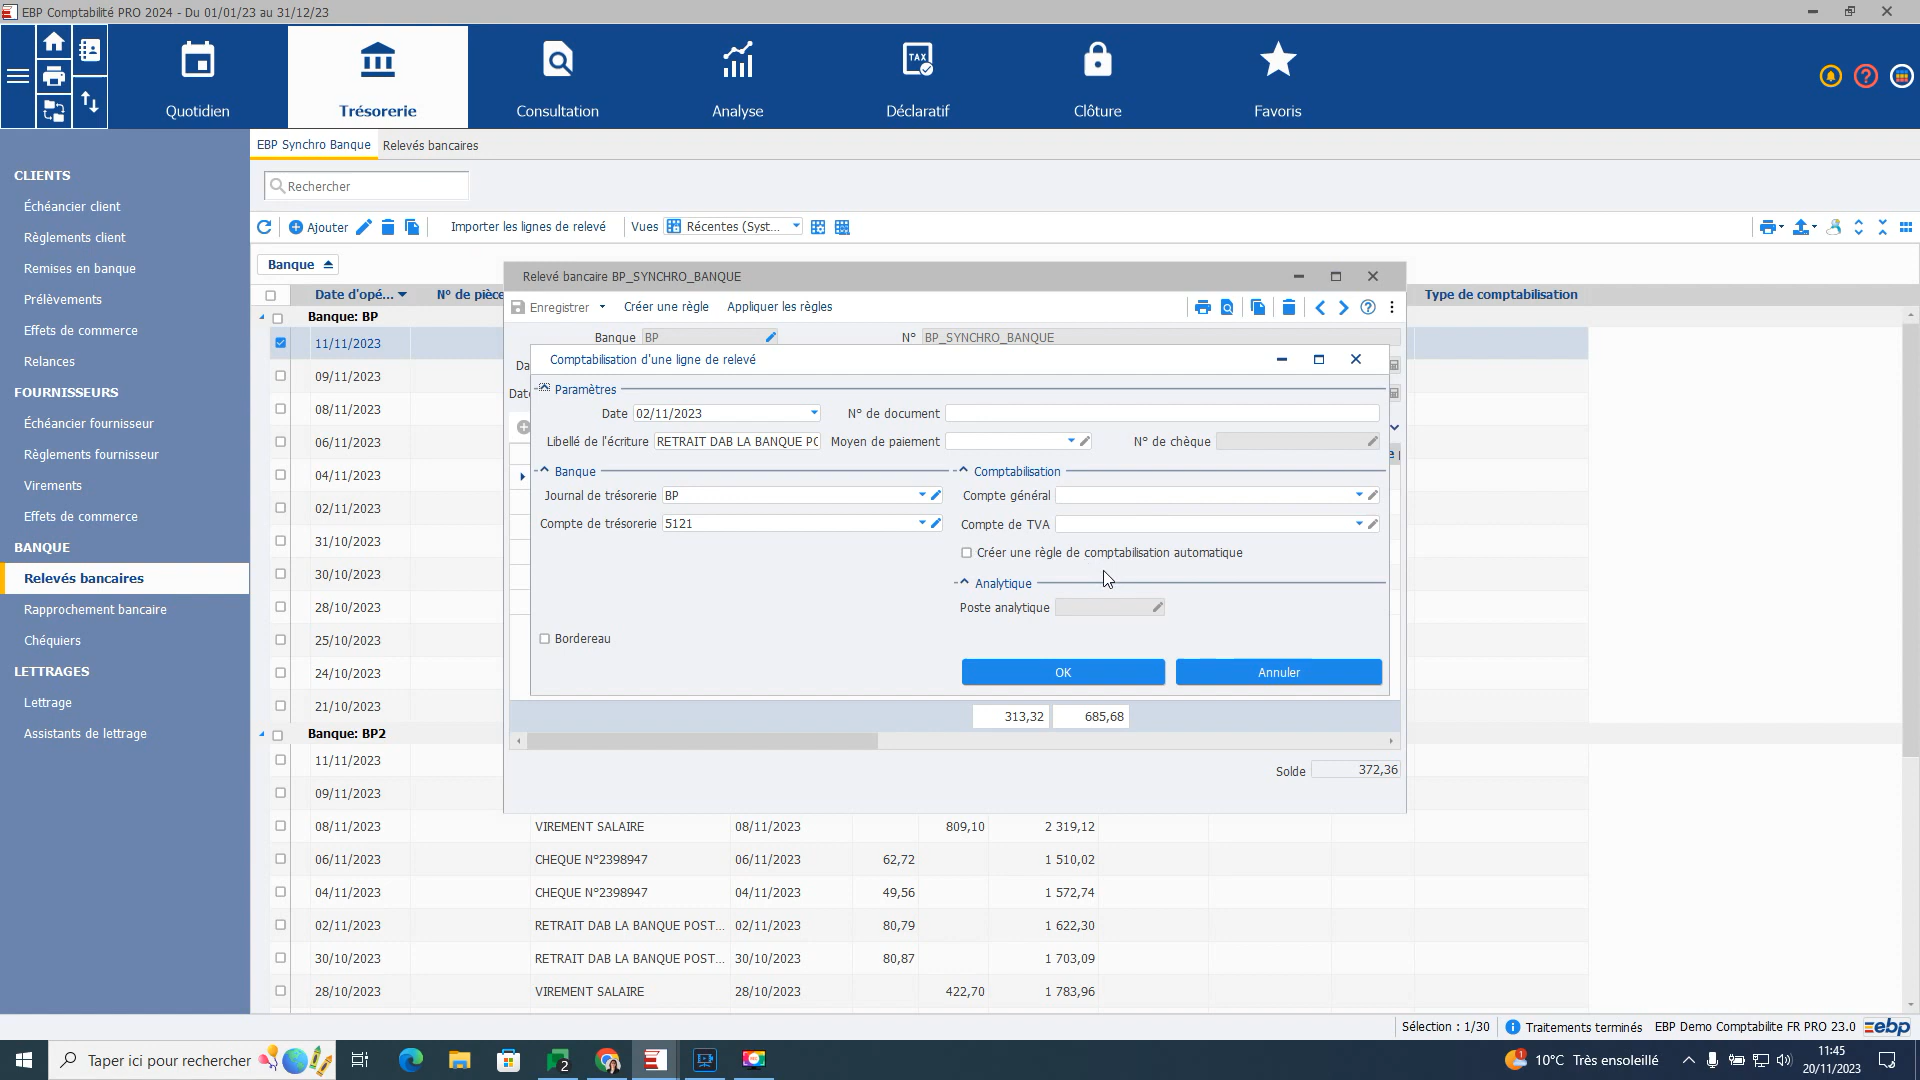 EBP Comptabilité PRO 2024 - Du 01/01/23 au 31/12/23
Quotidien
Trésorerie
Consultation
TAX
Analyse
Déclaratif
Clôture
Favoris
CLIENTS
Échéancier client
Règlements client
Remises en banque
Prélèvements
Effets de commerce
Relances
FOURNISSEURS
Échéancier fournisseur
Règlements fournisseur
Virements
Effets de commerce
BANQUE
Relevés bancaires
Rapprochement bancaire
Chéquiers
LETTRAGES
Lettrage
Assistants de lettrage
EBP Synchro Banque
Relevés bancaires
Rechercher
Ajouter
Importer les lignes de relevé
Vues
Récentes (Syst...
Banque
Date d'opé...
N° de pièce
Type de comptabilisation
Banque: BP
11/11/2023
09/11/2023
08/11/2023
06/11/2023
04/11/2023
02/11/2023
31/10/2023
30/10/2023
28/10/2023
25/10/2023
24/10/2023
21/10/2023
Banque: BP2
11/11/2023
09/11/2023
08/11/2023 VIREMENT SALAIRE 08/11/2023 809,10 2 319,12
06/11/2023 CHEQUE N°2398947 06/11/2023 62,72 1 510,02
04/11/2023 CHEQUE N°2398947 04/11/2023 49,56 1 572,74
02/11/2023 RETRAIT DAB LA BANQUE POST... 02/11/2023 80,79 1 622,30
30/10/2023 RETRAIT DAB LA BANQUE POST... 30/10/2023 80,87 1 703,09
28/10/2023 VIREMENT SALAIRE 28/10/2023 422,70 1 783,96
Relevé bancaire BP_SYNCHRO_BANQUE
Enregistrer
Créer une règle
Appliquer les règles
Banque BP N° BP_SYNCHRO_BANQUE
Da
Date
Comptabilisation d'une ligne de relevé
Paramètres
Date 02/11/2023 N° de document
Libellé de l'écriture RETRAIT DAB LA BANQUE PO Moyen de paiement N° de chèque
Banque
Journal de trésorerie BP
Compte de trésorerie 5121
Comptabilisation
Compte général
Compte de TVA
Créer une règle de comptabilisation automatique
Analytique
Poste analytique
Bordereau
OK
Annuler
313,32 685,68
Solde 372,36
Sélection : 1/30
Traitements terminés
EBP Demo Comptabilite FR PRO 23.0
ebp
Taper ici pour rechercher
2
1
10°C Très ensoleillé
11:45
20/11/2023